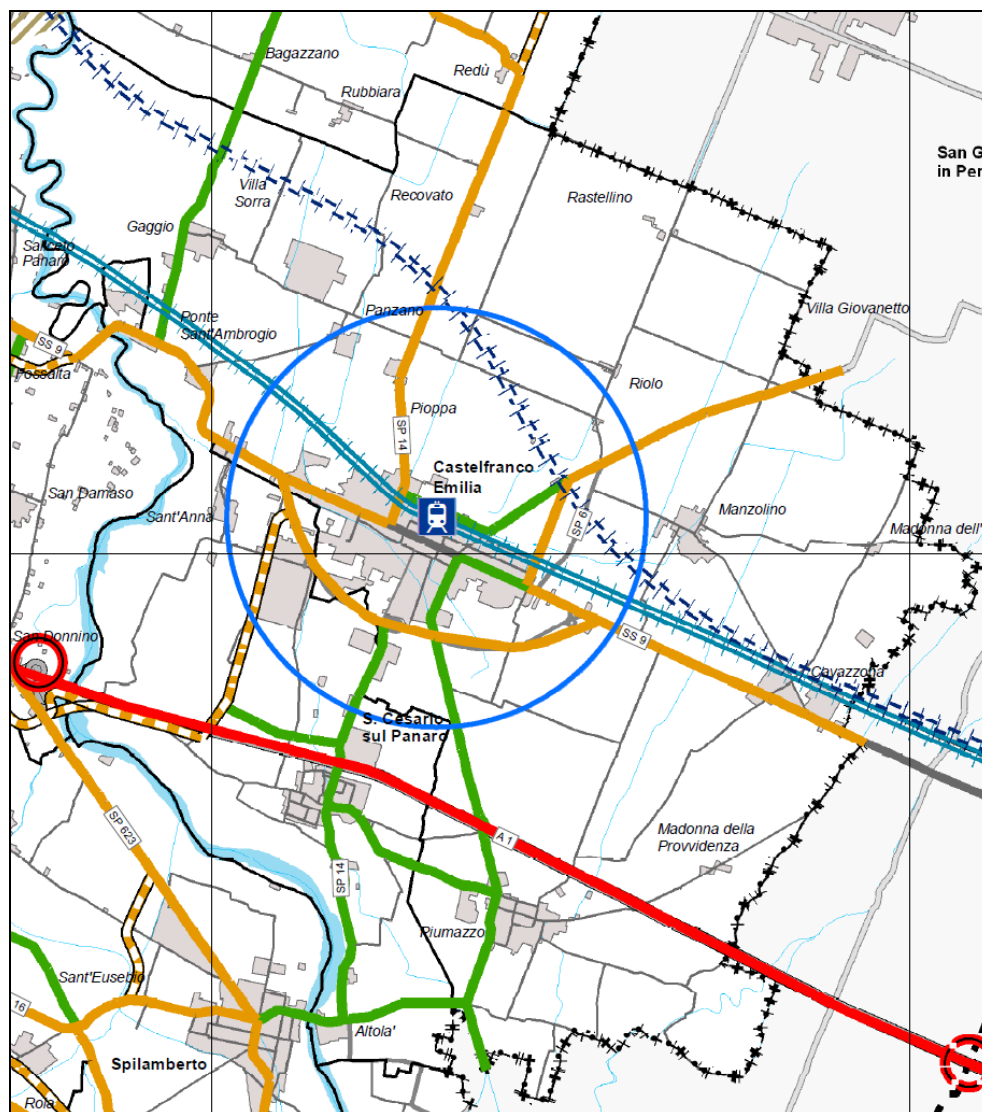 Bagazzano
Redù
Rubbiara
San G
in Per
Villa
Sorra
Recovato
Rastellino
Gaggio
Saliceto
Panaro
Villa Giovanetto
Panzano
Ponte
Sant'Ambrogio
SS 9
Fossalta
Riolo
Pioppa
SP 14
Castelfranco
Emilia
San Damaso
Sant'Anna
SP 6
Manzolino
Madonna dell'
San Donnino
SS 9
Cavazzona
S. Cesario
sul Panaro
SP 623
A 1
Madonna della
Provvidenza
SP 14
Piumazzo
Sant'Eusebio
16
Altola'
Spilamberto
Rola